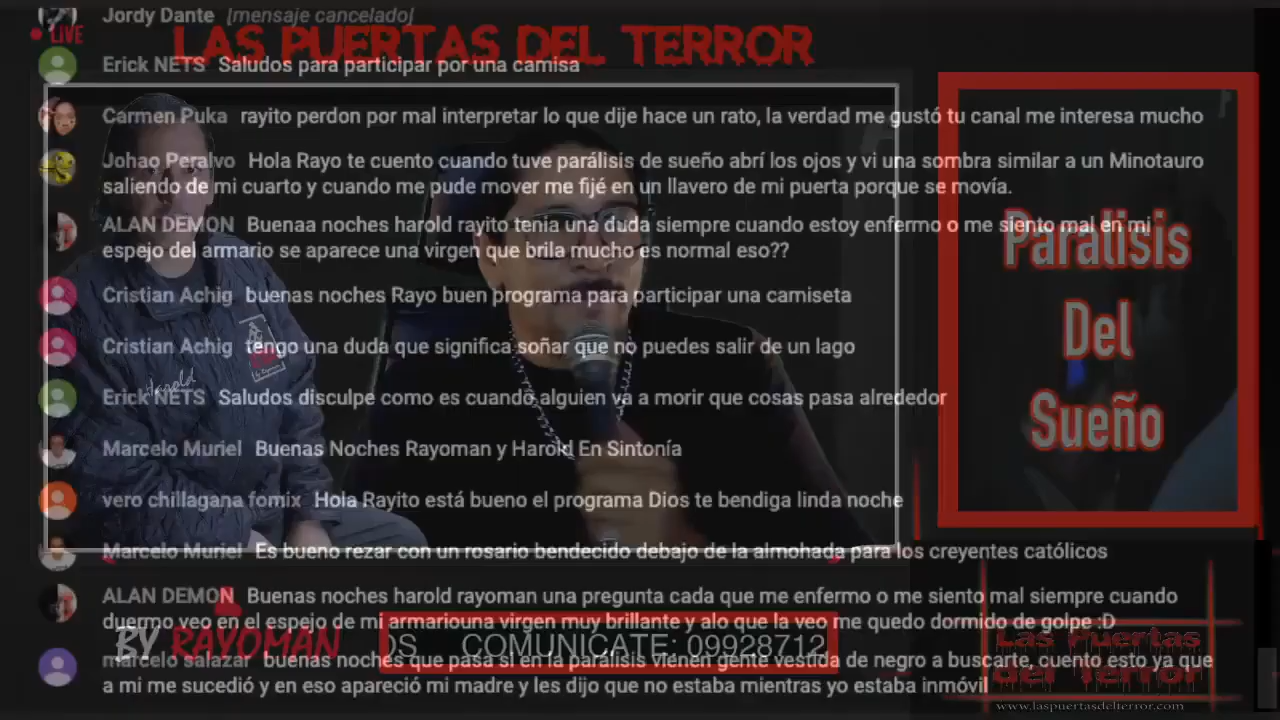 Jordy Dante [mensaje cancelado]
LIVE
LAS PUERTAS DEL TERROR
Erick NETS Saludos para participar por una camisa
Carmen Puka rayito perdon por mal interpretar lo que dije hace un rato, la verdad me gustó tu canal me interesa mucho
Johao Peralvo Hola Rayo te cuento cuando tuve parálisis de sueño abrí los ojos y vi una sombra similar a un Minotauro
saliendo de mi cuarto y cuando me pude mover me fijé en un llavero de mi puerta porque se movía.
ALAN DEMON Buenaa noches harold rayito tenia una duda siempre cuando estoy enfermo o me siento mal en mi
espejo del armario se aparece una virgen que brila mucho es normal eso??
Cristian Achig buenas noches Rayo buen programa para participar una camiseta
Cristian Achig tengo una duda que significa soñar que no puedes salir de un lago
Erick NETS Saludos disculpe como es cuando alguien va a morir que cosas pasa alrededor
Marcelo Muriel Buenas Noches Rayoman y Harold En Sintonía
vero chillagana fomix Hola Rayito está bueno el programa Dios te bendiga linda noche
Marcelo Muriel Es bueno rezar con un rosario bendecido debajo de la almohada para los creyentes católicos
ALAN DEMON Buenas noches harold rayoman una pregunta cada que me enfermo o me siento mal siempre cuando
duermo veo en el espejo de mi armariouna virgen muy brillante y alo que la veo me quedo dormido de golpe :D
marcelo salazar buenas noches que pasa si en la parálisis vienen gente vestida de negro a buscarte, cuento esto ya que
a mi me sucedió y en eso apareció mi madre y les dijo que no estaba mientras yo estaba inmóvil
Harold
Paralisis
Del
Sueño
BY RAYOMAN
OS COMUNICATE: 09928712
Las Puertas
del Terror
www.laspuertasdelterror.com